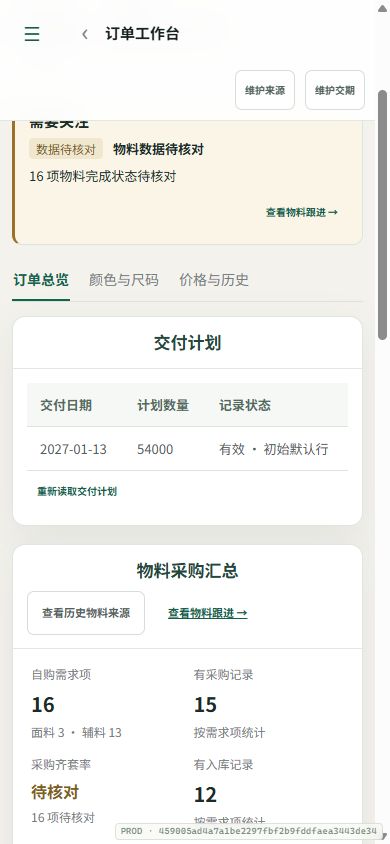 订单工作台
维护来源
维护交期
需要关注
数据待核对 物料数据待核对
16 项物料完成状态待核对
查看物料跟进 →
订单总览 颜色与尺码 价格与历史
交付计划
交付日期 计划数量 记录状态
2027-01-13 54000 有效 · 初始默认行
重新读取交付计划
物料采购汇总
查看历史物料来源 查看物料跟进 →
自购需求项 有采购记录
16 15
面料 3 · 辅料 13 按需求项统计
采购齐套率 有入库记录
待核对 12
16 项待核对 按需求项统计
PROD · 459005ad4a7a1be2297fbf2b9fddfaea3443de34